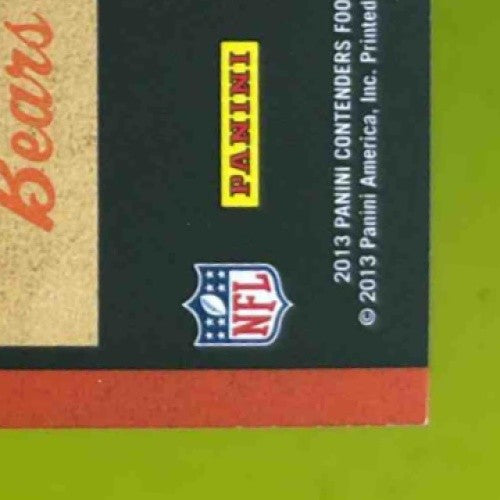 Bears
PANINI
NFL
2013 PANINI CONTENDERS FOO
© 2013 Panini America, Inc. Printed